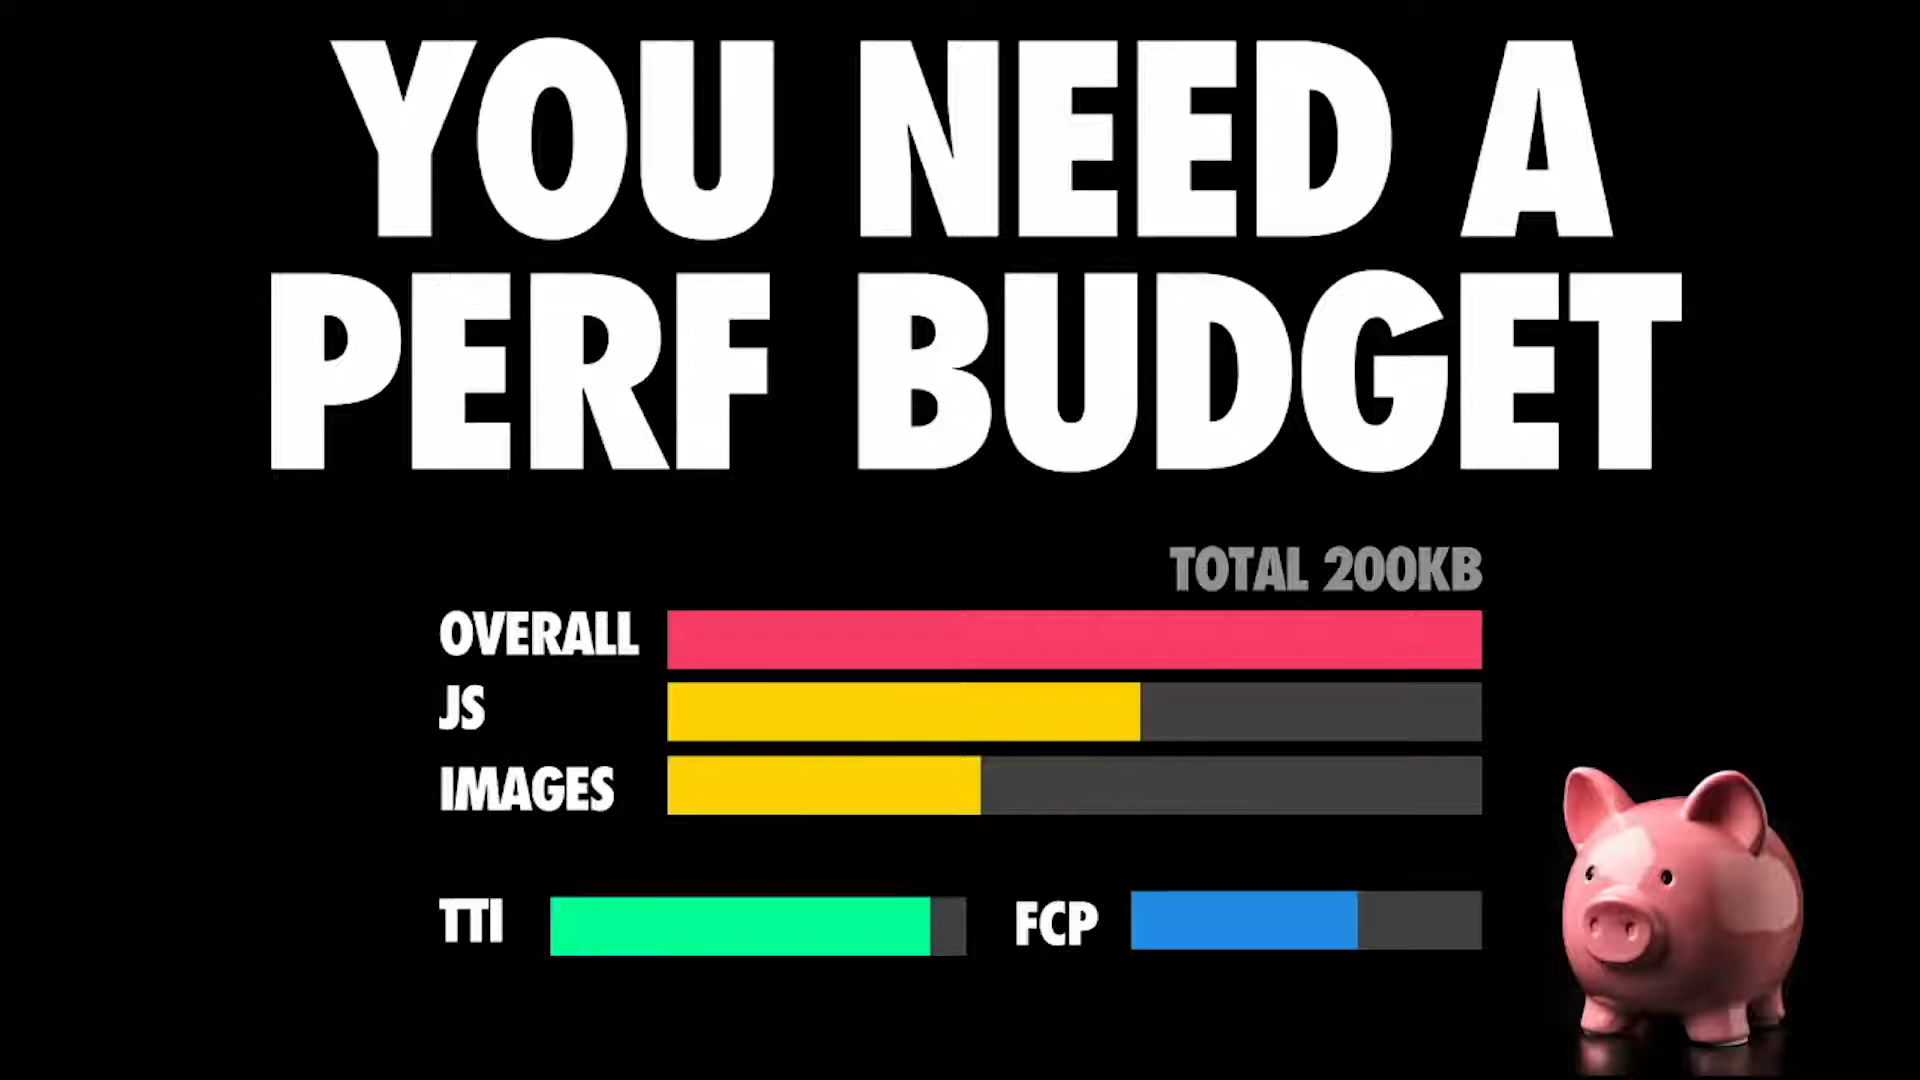 YOU NEED A
PERF BUDGET
TOTAL 200KB
OVERALL
JS
IMAGES
TTI
FCP